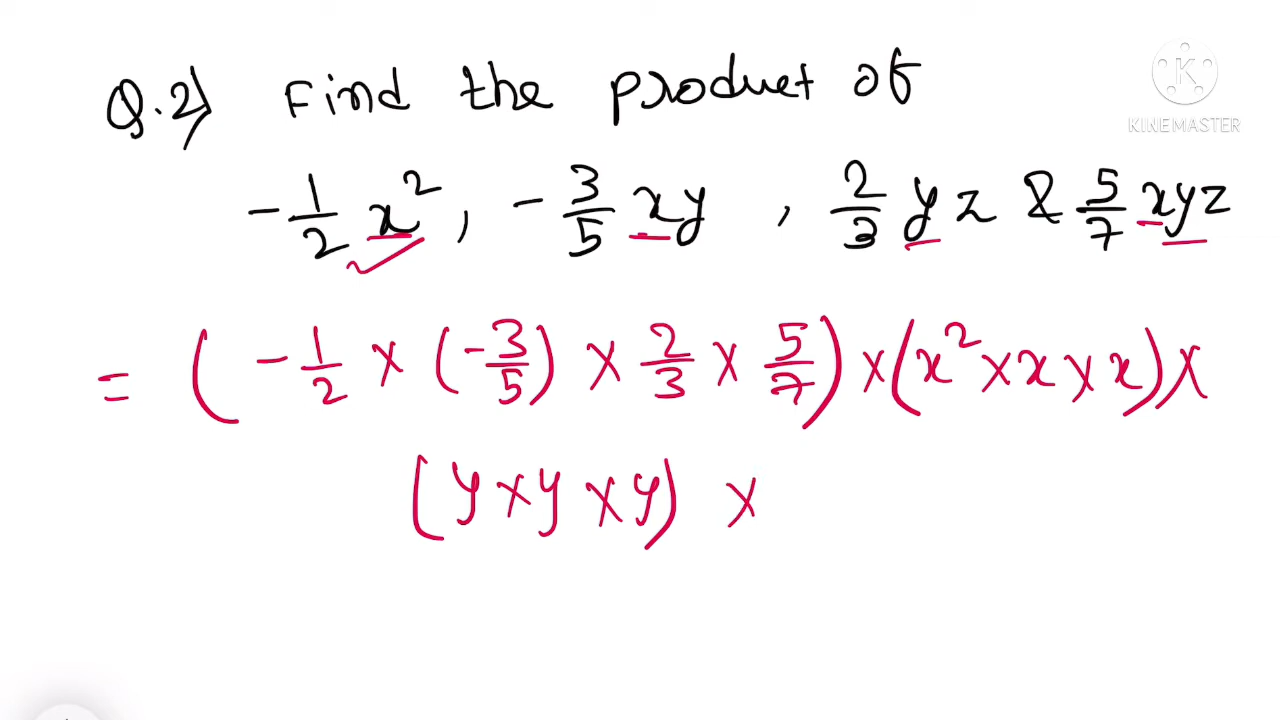 Q.2) Find the product of
K
KINEMASTER
-1/2 x², -3/5 xy, 2/3 yz & 5/7 xyz
= (-1/2 × (-3/5) × 2/3 × 5/7) × (x² × x × x) ×
(y × y × y) ×